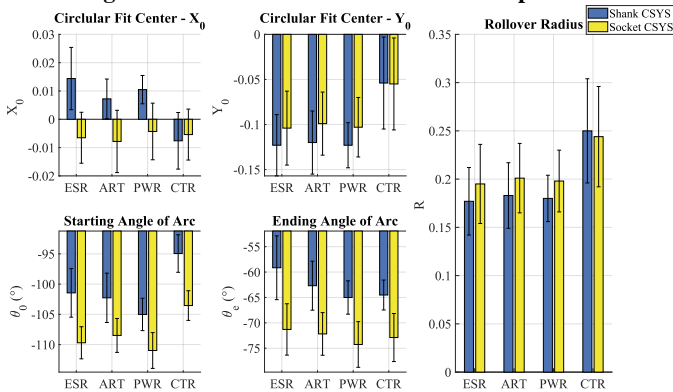 Circlular Fit Center - X0
0.03
0.02
0.01
0
-0.01
-0.02
X0
ESR ART PWR CTR
Circlular Fit Center - Y0
0
-0.05
-0.1
-0.15
Y0
ESR ART PWR CTR
Shank CSYS
Socket CSYS
Rollover Radius
0.35
0.3
0.25
0.2
0.15
0.1
0.05
0
R
ESR ART PWR CTR
Starting Angle of Arc
-95
-100
-105
-110
θ0 (°)
ESR ART PWR CTR
Ending Angle of Arc
-55
-60
-65
-70
-75
θe (°)
ESR ART PWR CTR